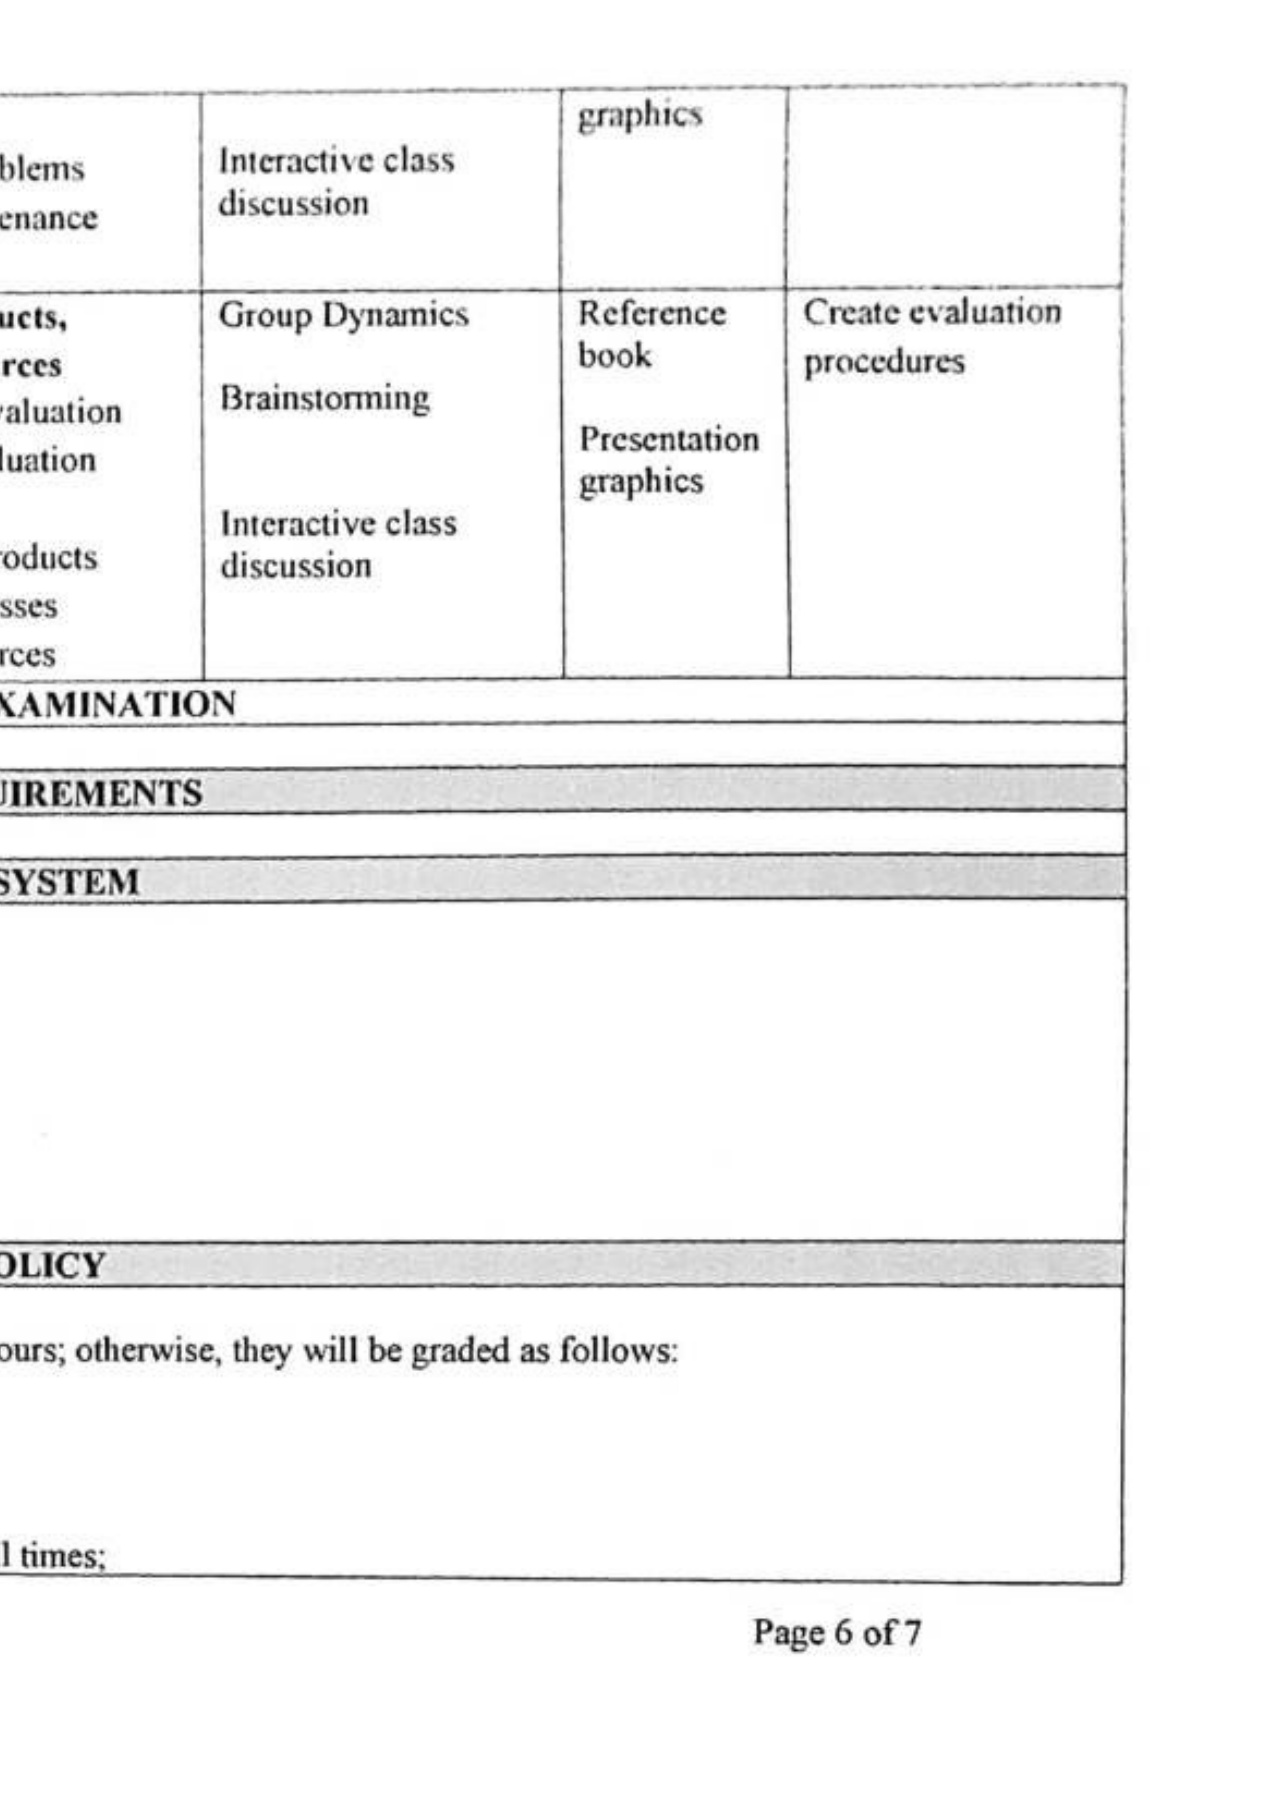 graphics
blems
enance
Interactive class
discussion
ucts,
rces
valuation
luation
roducts
sses
rces
Group Dynamics
Brainstorming
Interactive class
discussion
Reference
book
Presentation
graphics
Create evaluation
procedures
XAMINATION
UIREMENTS
SYSTEM
OLICY
ours; otherwise, they will be graded as follows:
l times;
Page 6 of 7